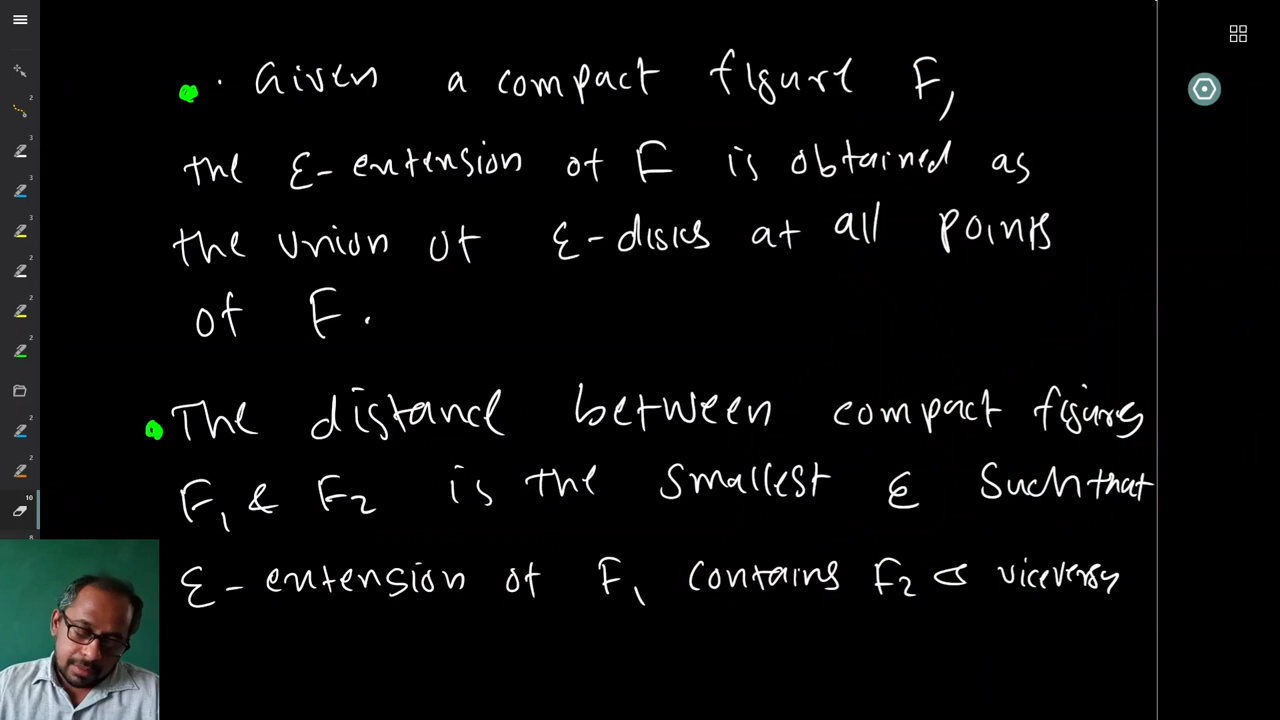 Given a compact figure F,
the ε-extension of F is obtained as
the union of ε-disks at all points
of F.
The distance between compact figures
F₁ & F₂ is the smallest ε such that
ε-extension of F₁ contains F₂ & viceversa